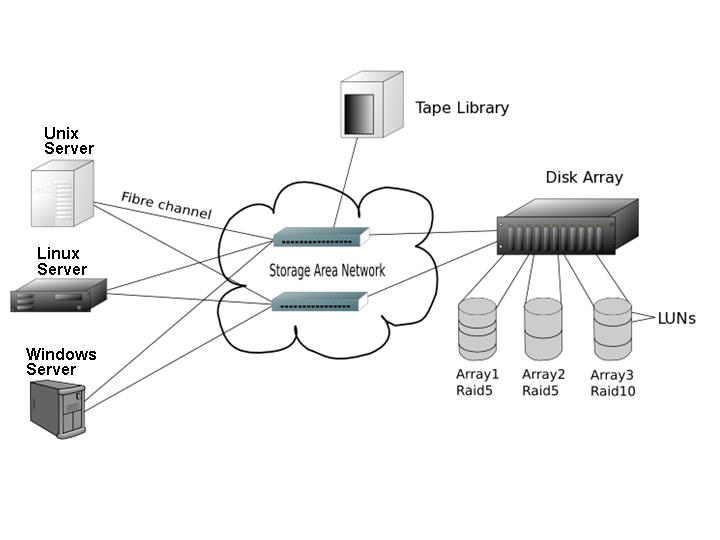 Tape Library
Unix
Server
Disk Array
Fibre channel
Linux
Server
Storage Area Network
LUNs
Windows
Server
Array1
Raid5
Array2
Raid5
Array3
Raid10